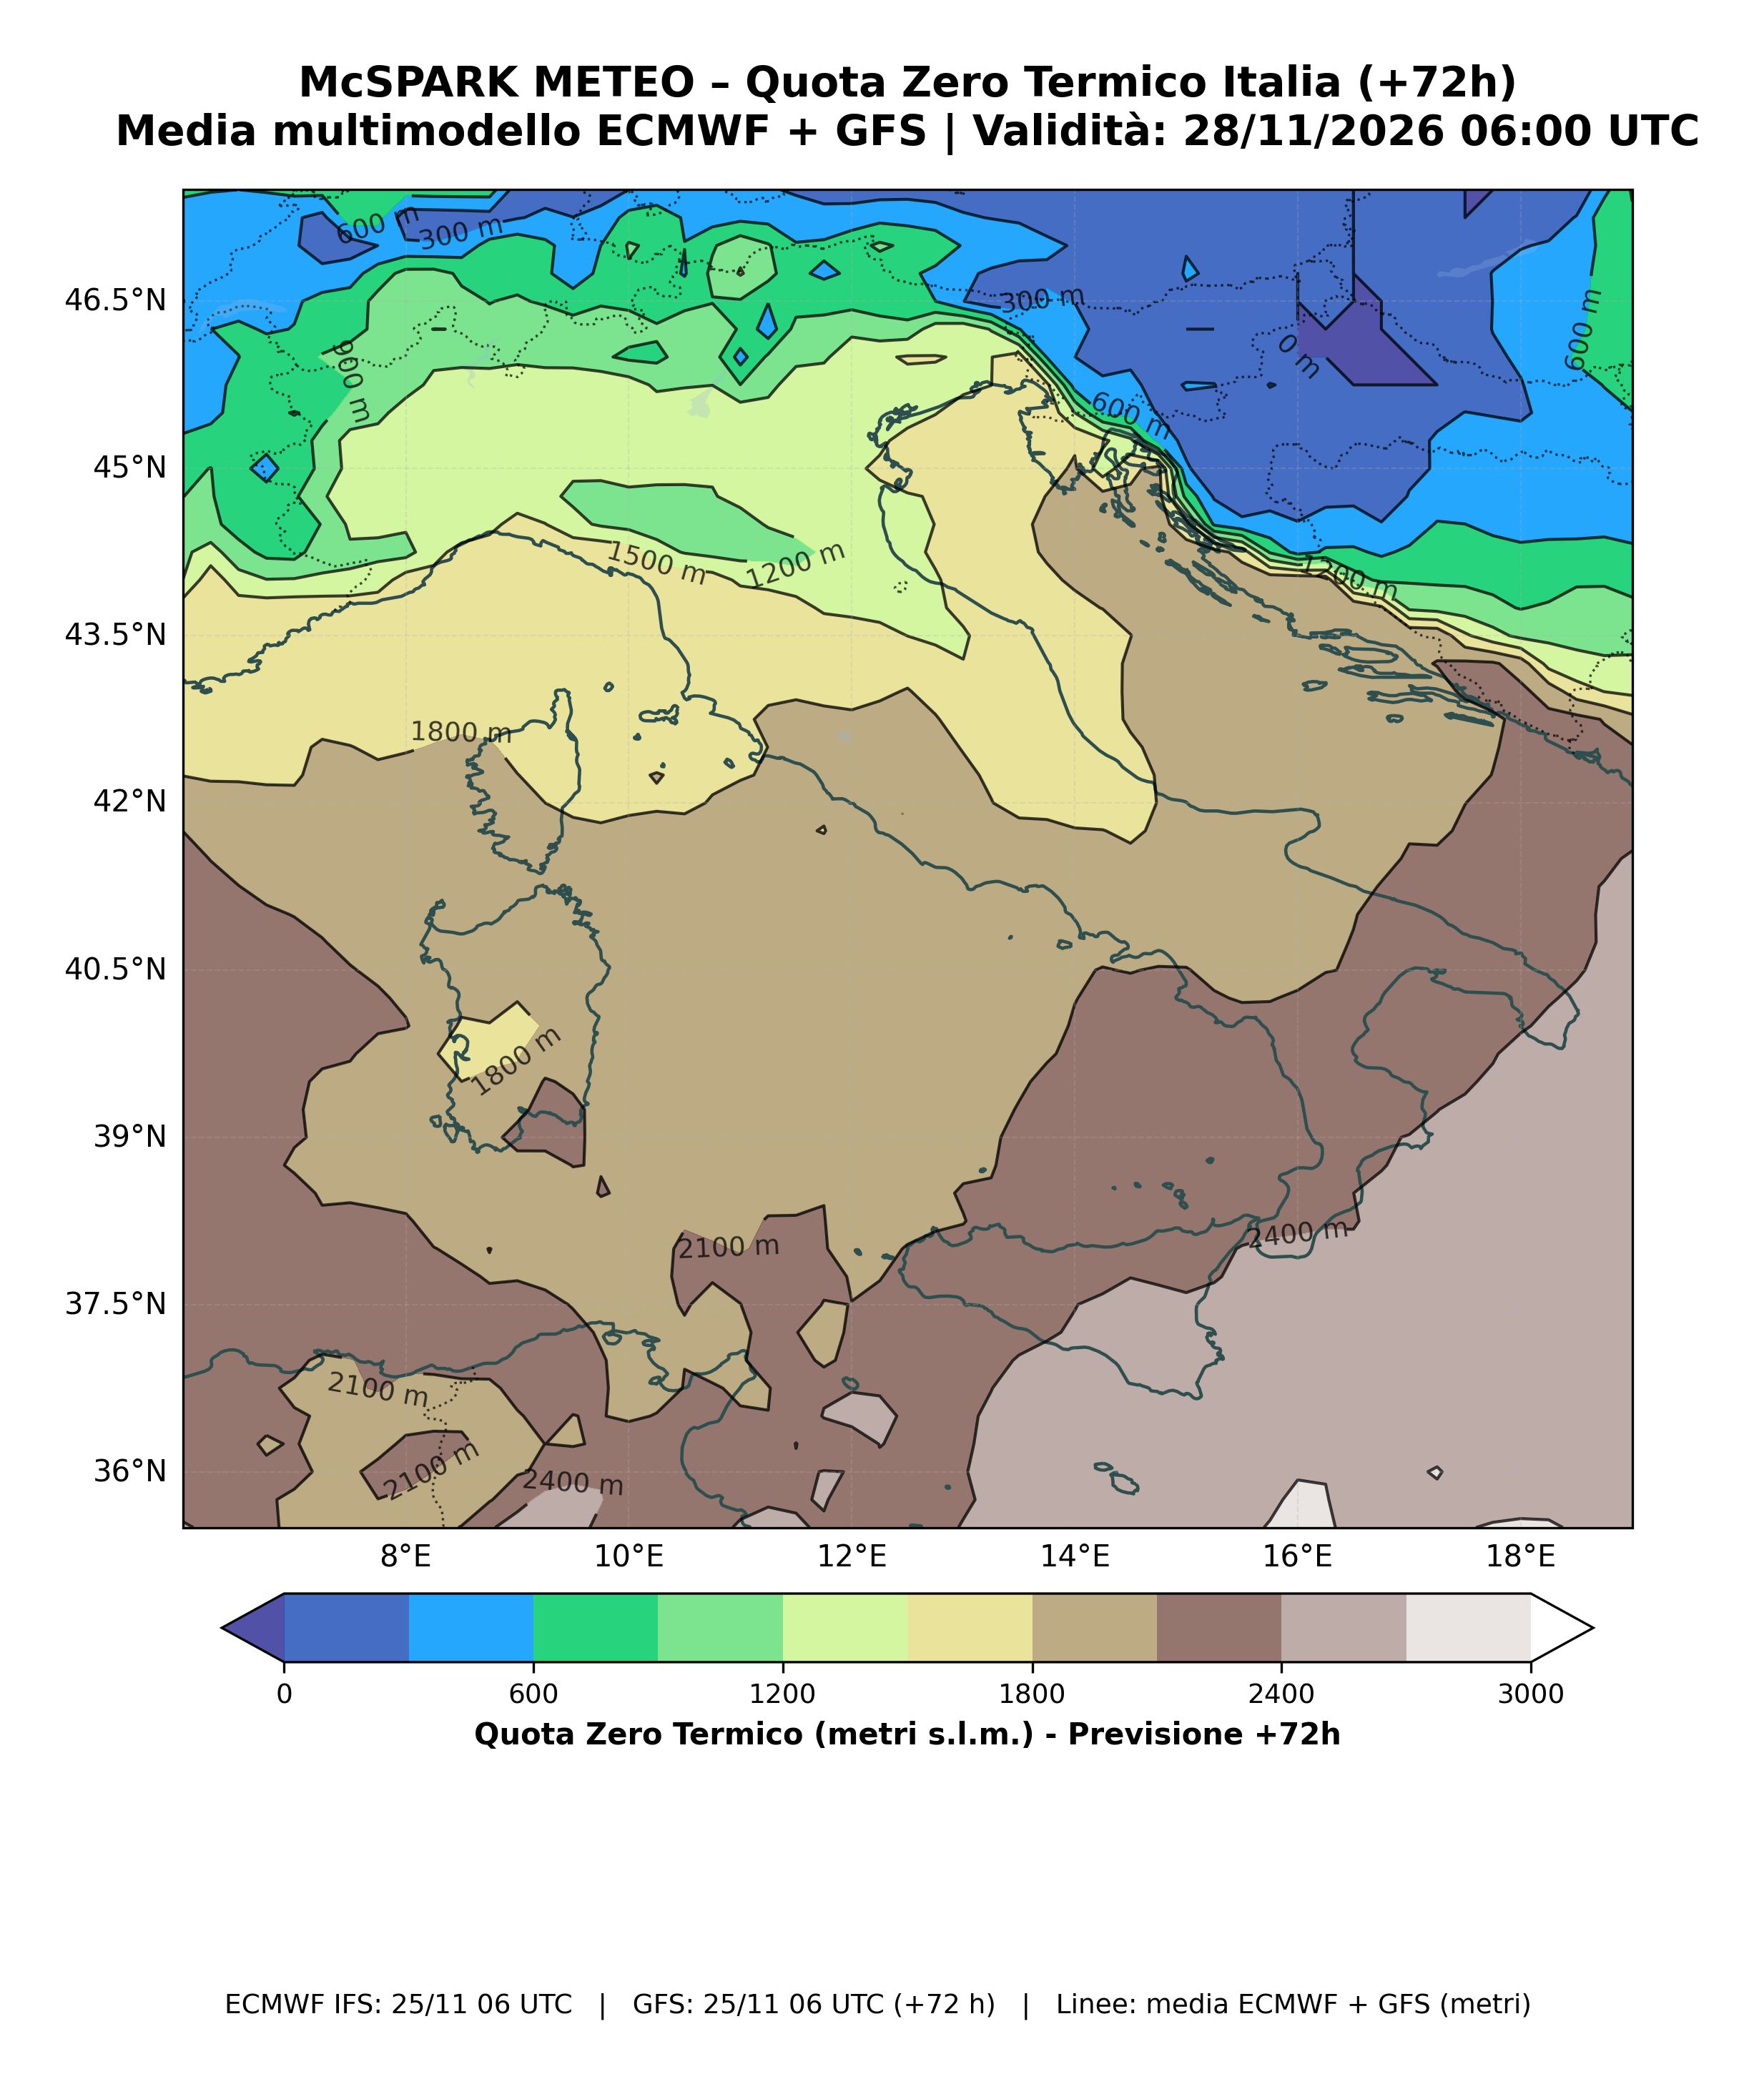 McSPARK METEO – Quota Zero Termico Italia (+72h)
Media multimodello ECMWF + GFS | Validità: 28/11/2026 06:00 UTC
600 m
300 m
46.5°N
300 m
600 m
0 m
900 m
600 m
45°N
1500 m
1200 m
1200 m
43.5°N
1800 m
42°N
40.5°N
1800 m
39°N
2400 m
2100 m
37.5°N
2100 m
2100 m
2400 m
36°N
8°E 10°E 12°E 14°E 16°E 18°E
0 600 1200 1800 2400 3000
Quota Zero Termico (metri s.l.m.) - Previsione +72h
ECMWF IFS: 25/11 06 UTC | GFS: 25/11 06 UTC (+72 h) | Linee: media ECMWF + GFS (metri)